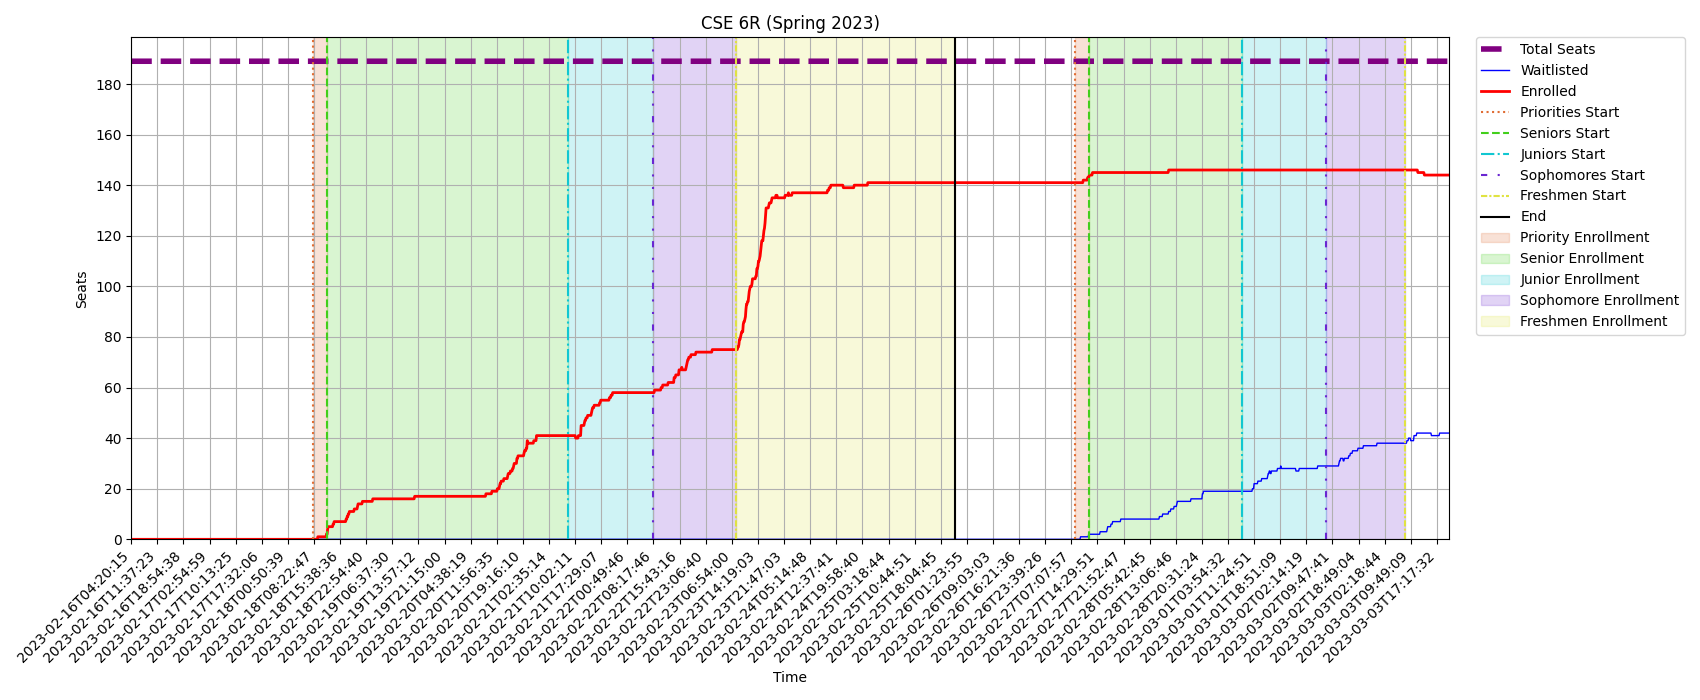 CSE 6R (Spring 2023)
Seats
180
160
140
120
100
80
60
40
20
0
2023-02-16T04:20:15
2023-02-16T11:37:23
2023-02-16T18:54:38
2023-02-17T02:54:59
2023-02-17T10:13:25
2023-02-17T17:32:06
2023-02-18T00:50:39
2023-02-18T08:22:47
2023-02-18T15:38:36
2023-02-18T22:54:40
2023-02-19T06:37:30
2023-02-19T13:57:12
2023-02-19T21:15:00
2023-02-20T04:38:19
2023-02-20T11:56:35
2023-02-20T19:16:10
2023-02-21T02:35:14
2023-02-21T10:02:11
2023-02-21T17:29:07
2023-02-22T00:49:46
2023-02-22T08:17:46
2023-02-22T15:43:16
2023-02-22T23:06:40
2023-02-23T06:54:00
2023-02-23T14:19:03
2023-02-23T21:47:03
2023-02-24T05:14:48
2023-02-24T12:37:41
2023-02-24T19:58:40
2023-02-25T03:18:44
2023-02-25T10:44:51
2023-02-25T18:04:45
2023-02-26T01:23:55
2023-02-26T09:03:03
2023-02-26T16:21:36
2023-02-26T23:39:26
2023-02-27T07:07:57
2023-02-27T14:29:51
2023-02-27T21:52:47
2023-02-28T05:42:45
2023-02-28T13:06:46
2023-02-28T20:31:24
2023-03-01T03:54:32
2023-03-01T11:24:51
2023-03-01T18:51:09
2023-03-02T02:14:19
2023-03-02T09:47:41
2023-03-02T18:49:04
2023-03-03T02:18:44
2023-03-03T09:49:09
2023-03-03T17:17:32
Time
Total Seats
Waitlisted
Enrolled
Priorities Start
Seniors Start
Juniors Start
Sophomores Start
Freshmen Start
End
Priority Enrollment
Senior Enrollment
Junior Enrollment
Sophomore Enrollment
Freshmen Enrollment